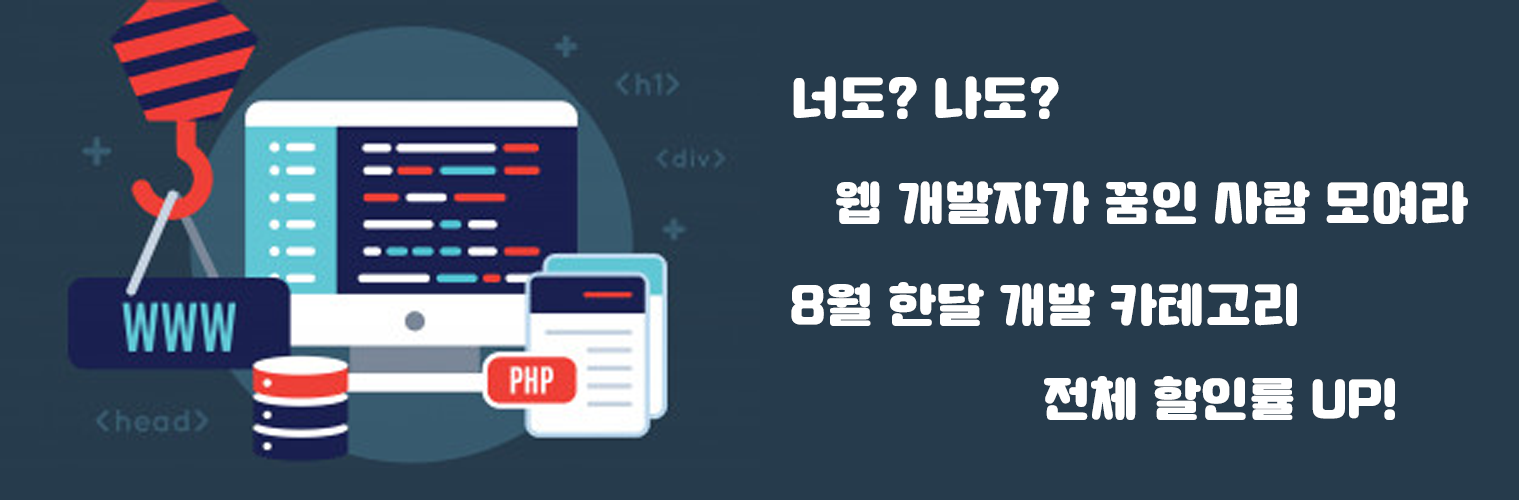 너도? 나도?
웹 개발자가 꿈인 사람 모여라
8월 한달 개발 카테고리
전체 할인률 UP!
<h1>
<div>
WWW
PHP
<head>